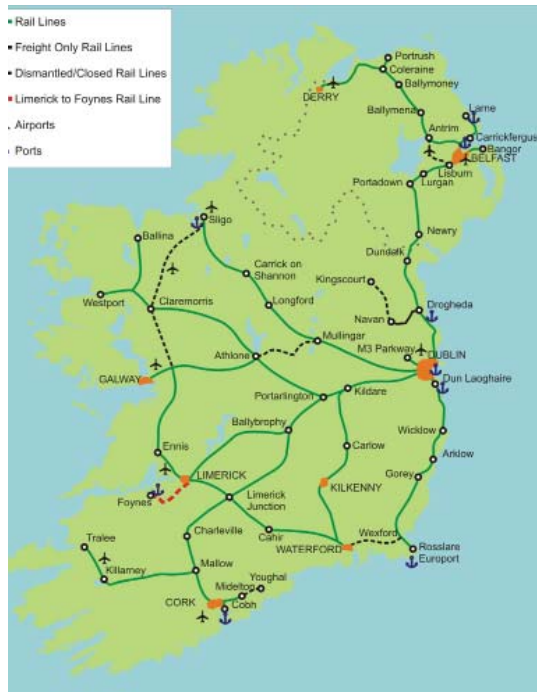 Rail Lines
Freight Only Rail Lines
Dismantled/Closed Rail Lines
Limerick to Foynes Rail Line
Airports
Ports
Portrush
Coleraine
Ballymoney
DERRY
Larne
Ballymena
Antrim
Carrickfergus
Bangor
BELFAST
Lisburn
Portadown
Lurgan
Newry
Sligo
Ballina
Dundalk
Carrick on
Shannon
Kingscourt
Westport
Claremorris
Longford
Drogheda
Navan
Mullingar
M3 Parkway
Athlone
DUBLIN
GALWAY
Dun Laoghaire
Portarlington
Kildare
Ballybrophy
Wicklow
Carlow
Ennis
Arklow
Gorey
LIMERICK
KILKENNY
Foynes
Limerick
Junction
Tralee
Charleville
Cahir
Wexford
WATERFORD
Rosslare
Europort
Killarney
Mallow
Youghal
Midelton
CORK
Cobh